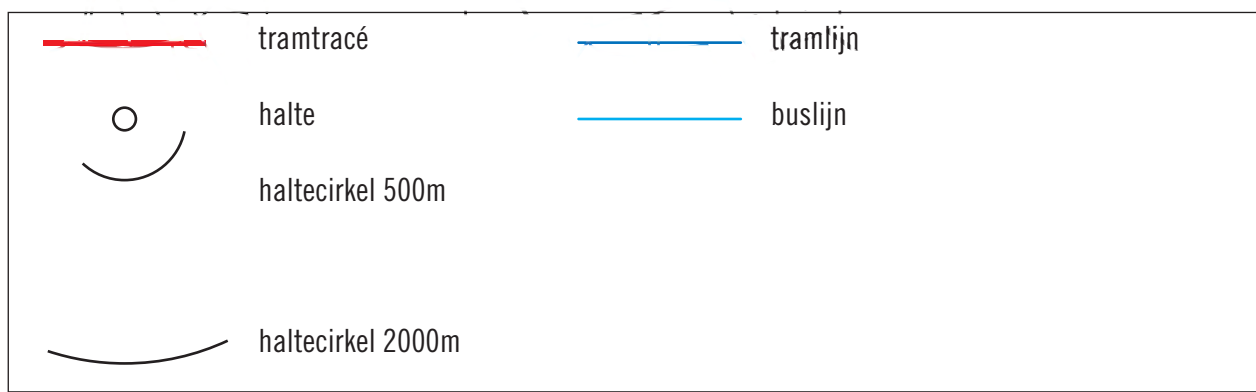 tramtracé
tramlijn
halte
buslijn
haltecirkel 500m
haltecirkel 2000m